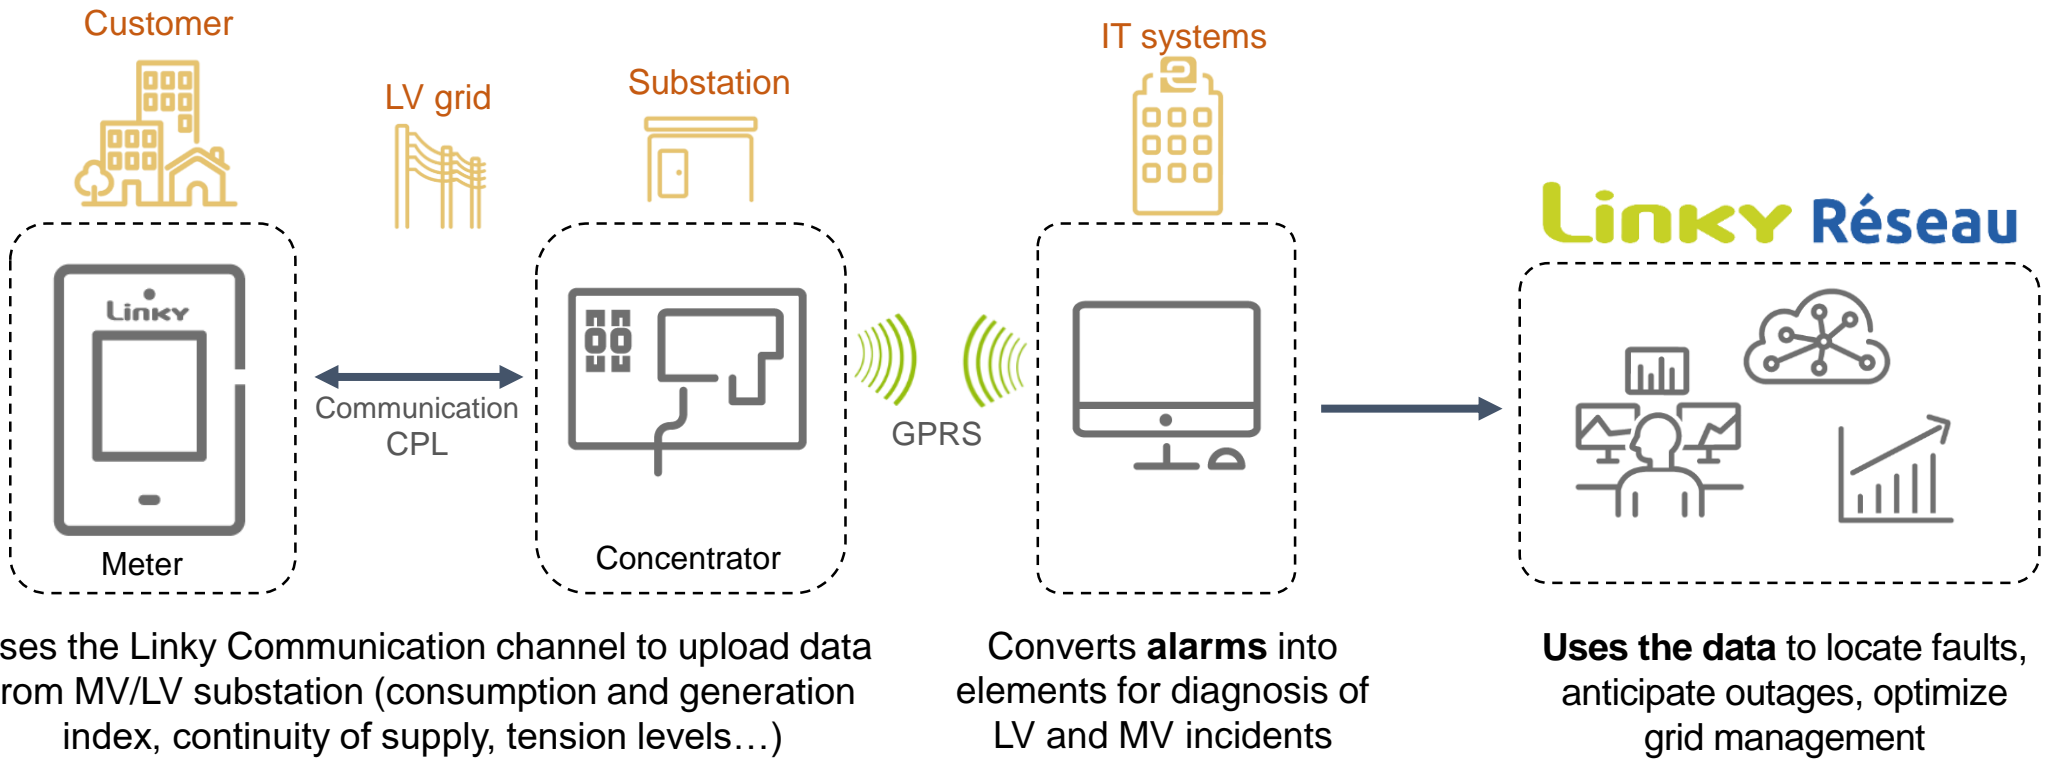 Customer
LV grid
Substation
IT systems
Linky Réseau
Linky
Communication
CPL
GPRS
Meter
Concentrator
ses the Linky Communication channel to upload data
rom MV/LV substation (consumption and generation
index, continuity of supply, tension levels…)
Converts alarms into
elements for diagnosis of
LV and MV incidents
Uses the data to locate faults,
anticipate outages, optimize
grid management